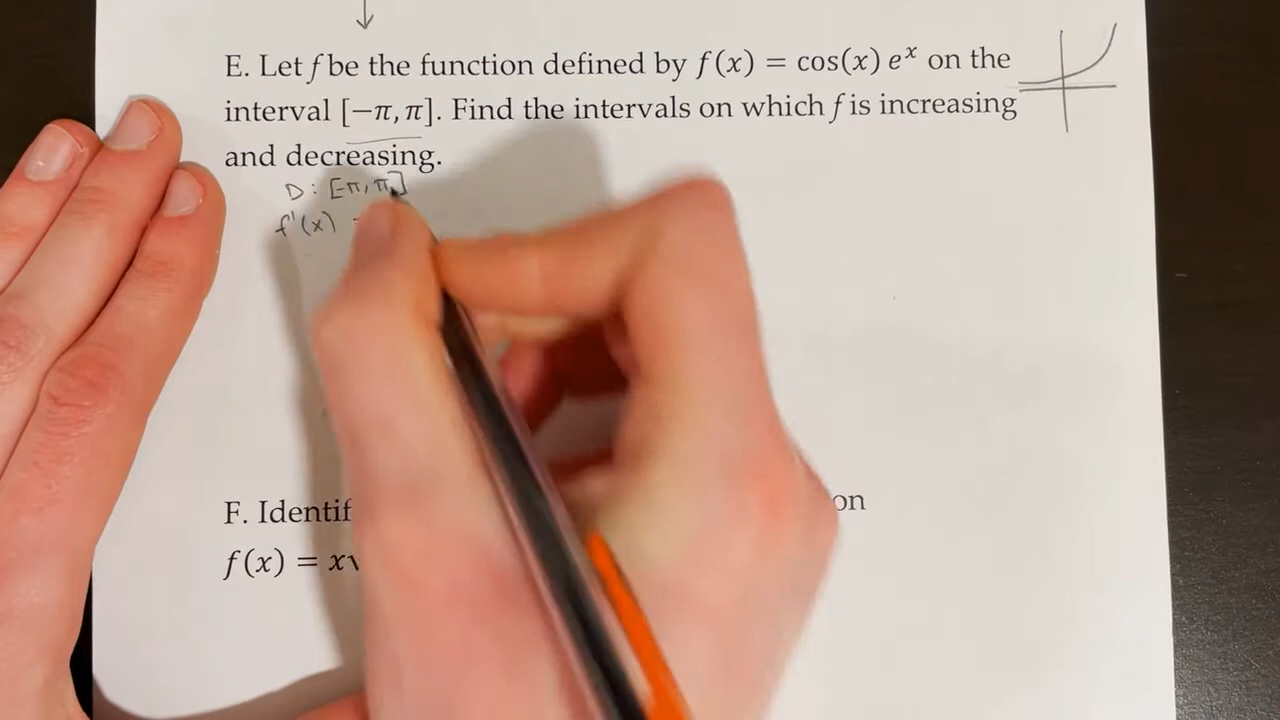 E. Let f be the function defined by f(x) = cos(x) eˣ on the
interval [−π, π]. Find the intervals on which f is increasing
and decreasing.
D: [-π, π]
f'(x)
F. Identif
on
f(x) = x